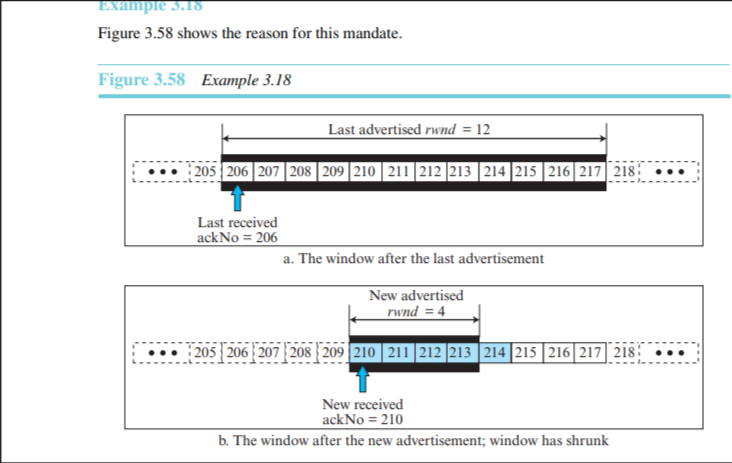 Example 3.18
Figure 3.58 shows the reason for this mandate.
Figure 3.58 Example 3.18
Last advertised rwnd = 12
••• 205 206 207 208 209 210 211 212 213 214 215 216 217 218 •••
Last received
ackNo = 206
a. The window after the last advertisement
New advertised
rwnd = 4
••• 205 206 207 208 209 210 211 212 213 214 215 216 217 218 •••
New received
ackNo = 210
b. The window after the new advertisement; window has shrunk